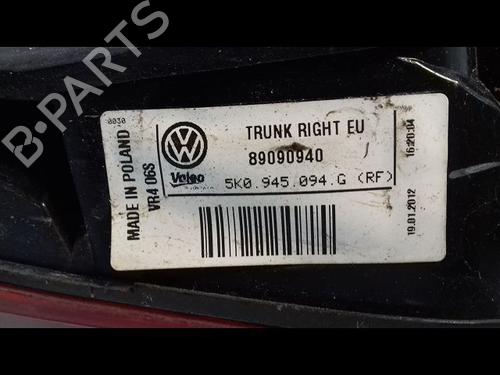 0030
TRUNK RIGHT EU
89090940
Valeo
5K0.945.094.G (RF)
MADE IN POLAND
VR4 06S
16:20:04
19.01.2012
B-PARTS